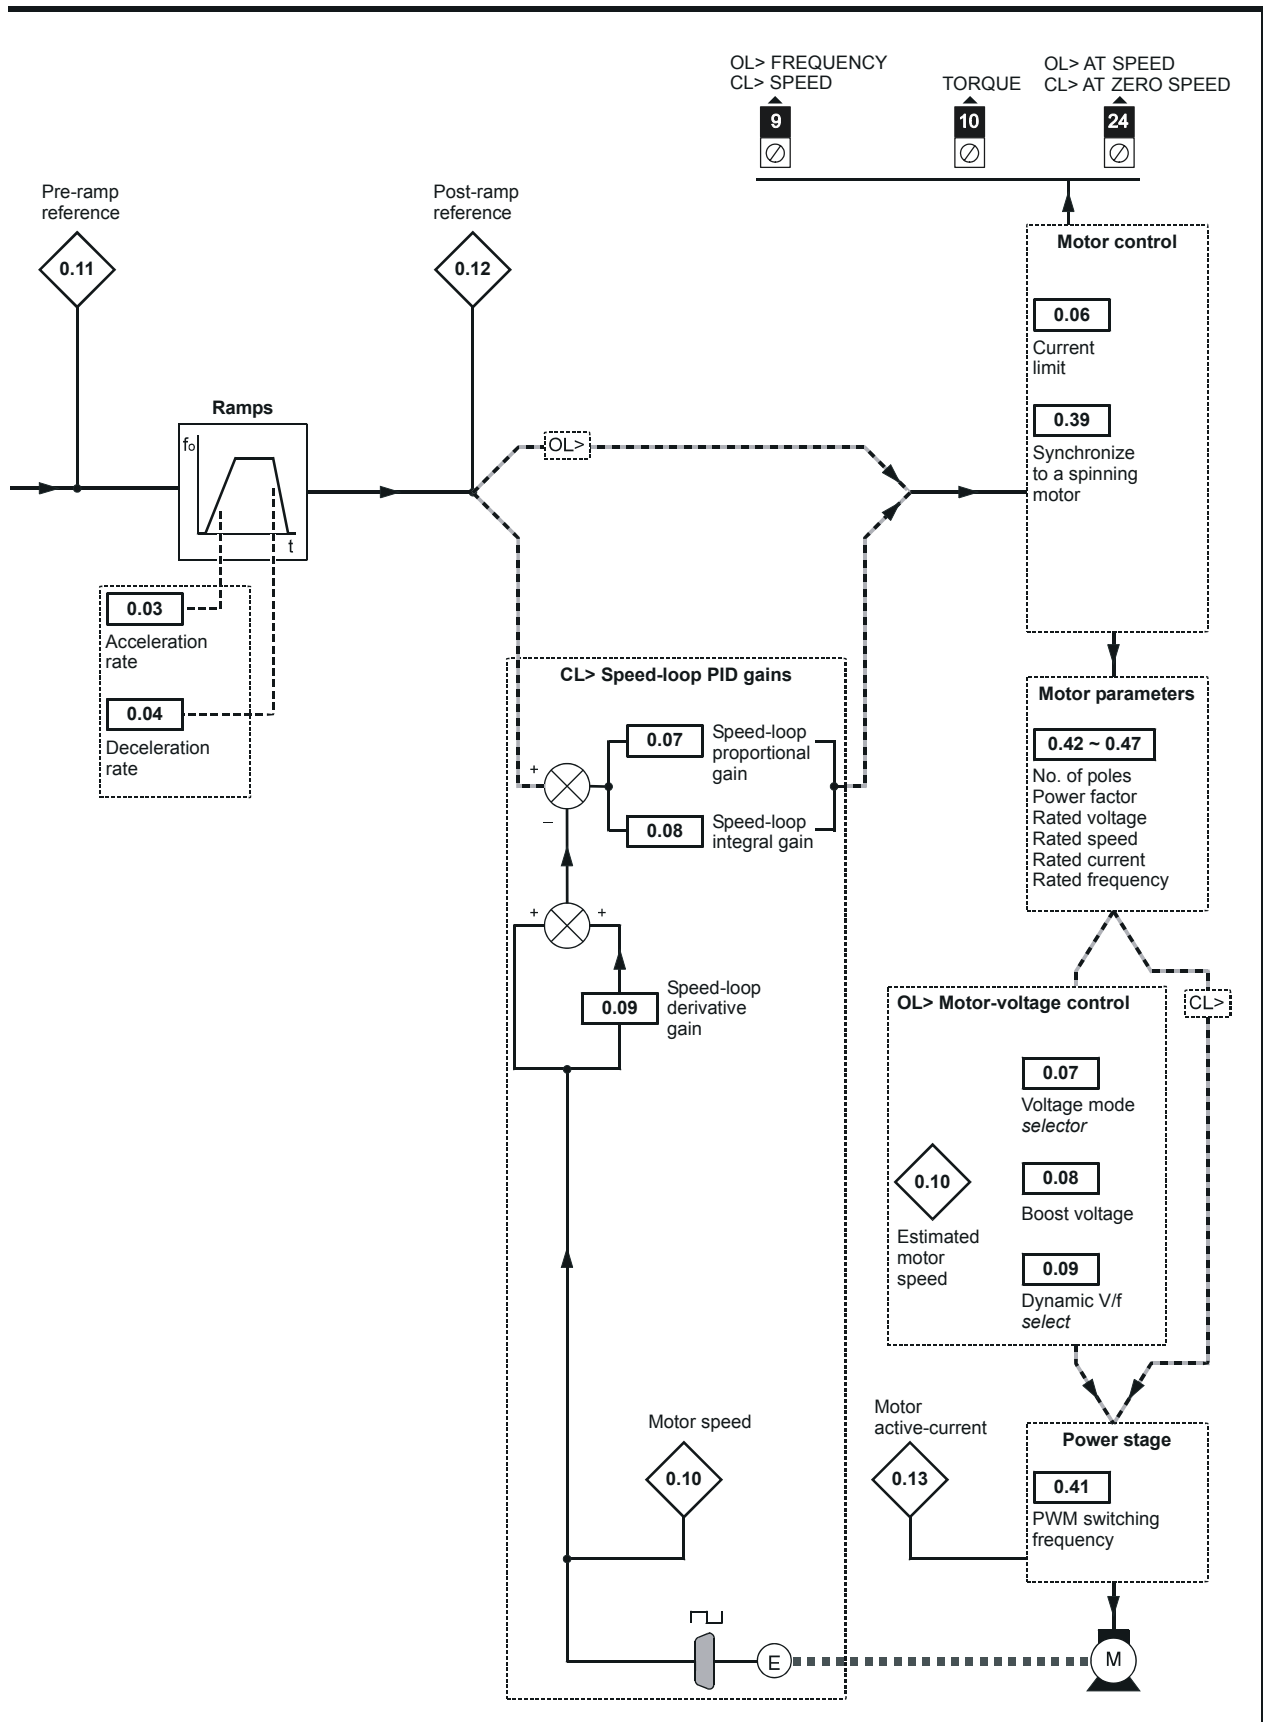 OL> FREQUENCY
CL> SPEED
TORQUE
OL> AT SPEED
CL> AT ZERO SPEED
9
10
24
Pre-ramp
reference
0.11
Post-ramp
reference
0.12
Motor control
0.06
Current
limit
0.39
Synchronize
to a spinning
motor
Ramps
fo
t
OL>
0.03
Acceleration
rate
0.04
Deceleration
rate
CL> Speed-loop PID gains
0.07
Speed-loop
proportional
gain
+
–
0.08
Speed-loop
integral gain
+
+
0.09
Speed-loop
derivative
gain
Motor parameters
0.42 ~ 0.47
No. of poles
Power factor
Rated voltage
Rated speed
Rated current
Rated frequency
OL> Motor-voltage control
CL>
0.07
Voltage mode
selector
0.10
Estimated
motor
speed
0.08
Boost voltage
0.09
Dynamic V/f
select
Motor speed
0.10
Motor
active-current
0.13
Power stage
0.41
PWM switching
frequency
E
M